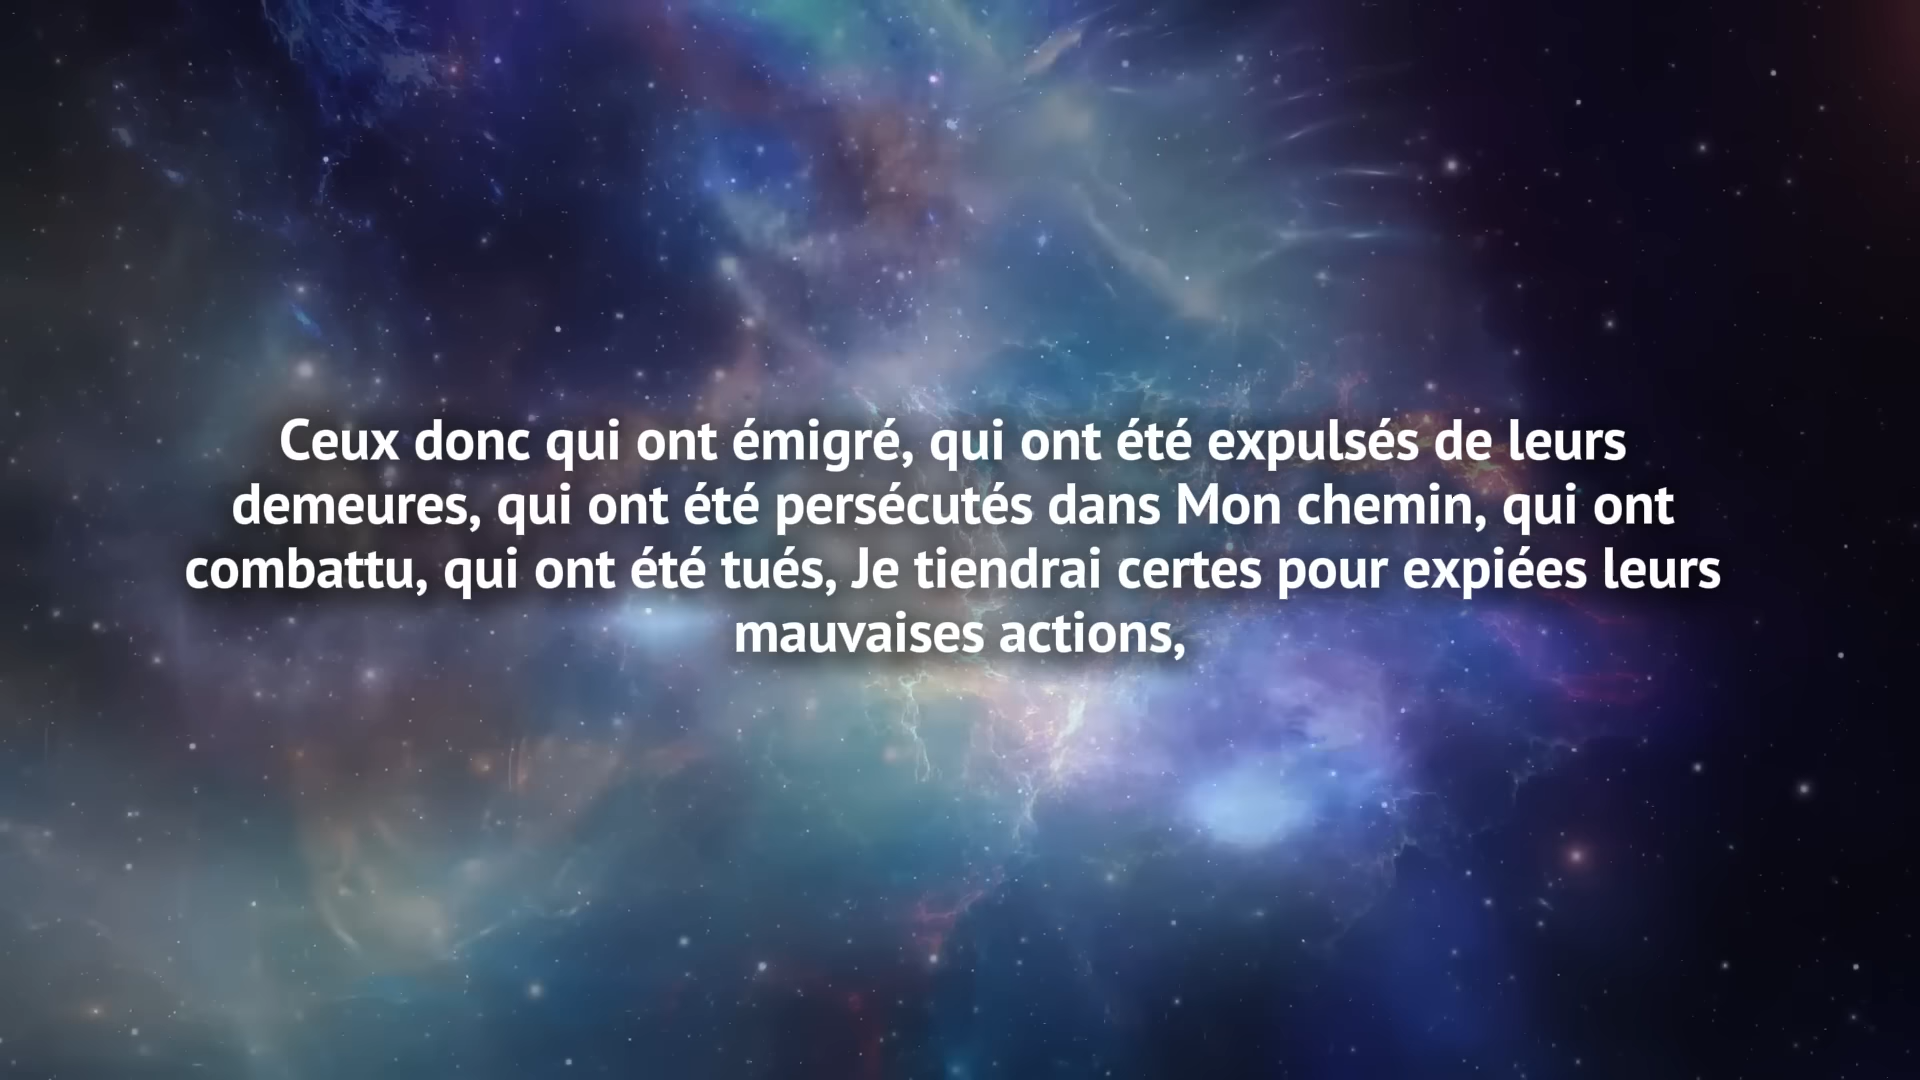 Ceux donc qui ont émigré, qui ont été expulsés de leurs
demeures, qui ont été persécutés dans Mon chemin, qui ont
combattu, qui ont été tués, Je tiendrai certes pour expiées leurs
mauvaises actions,